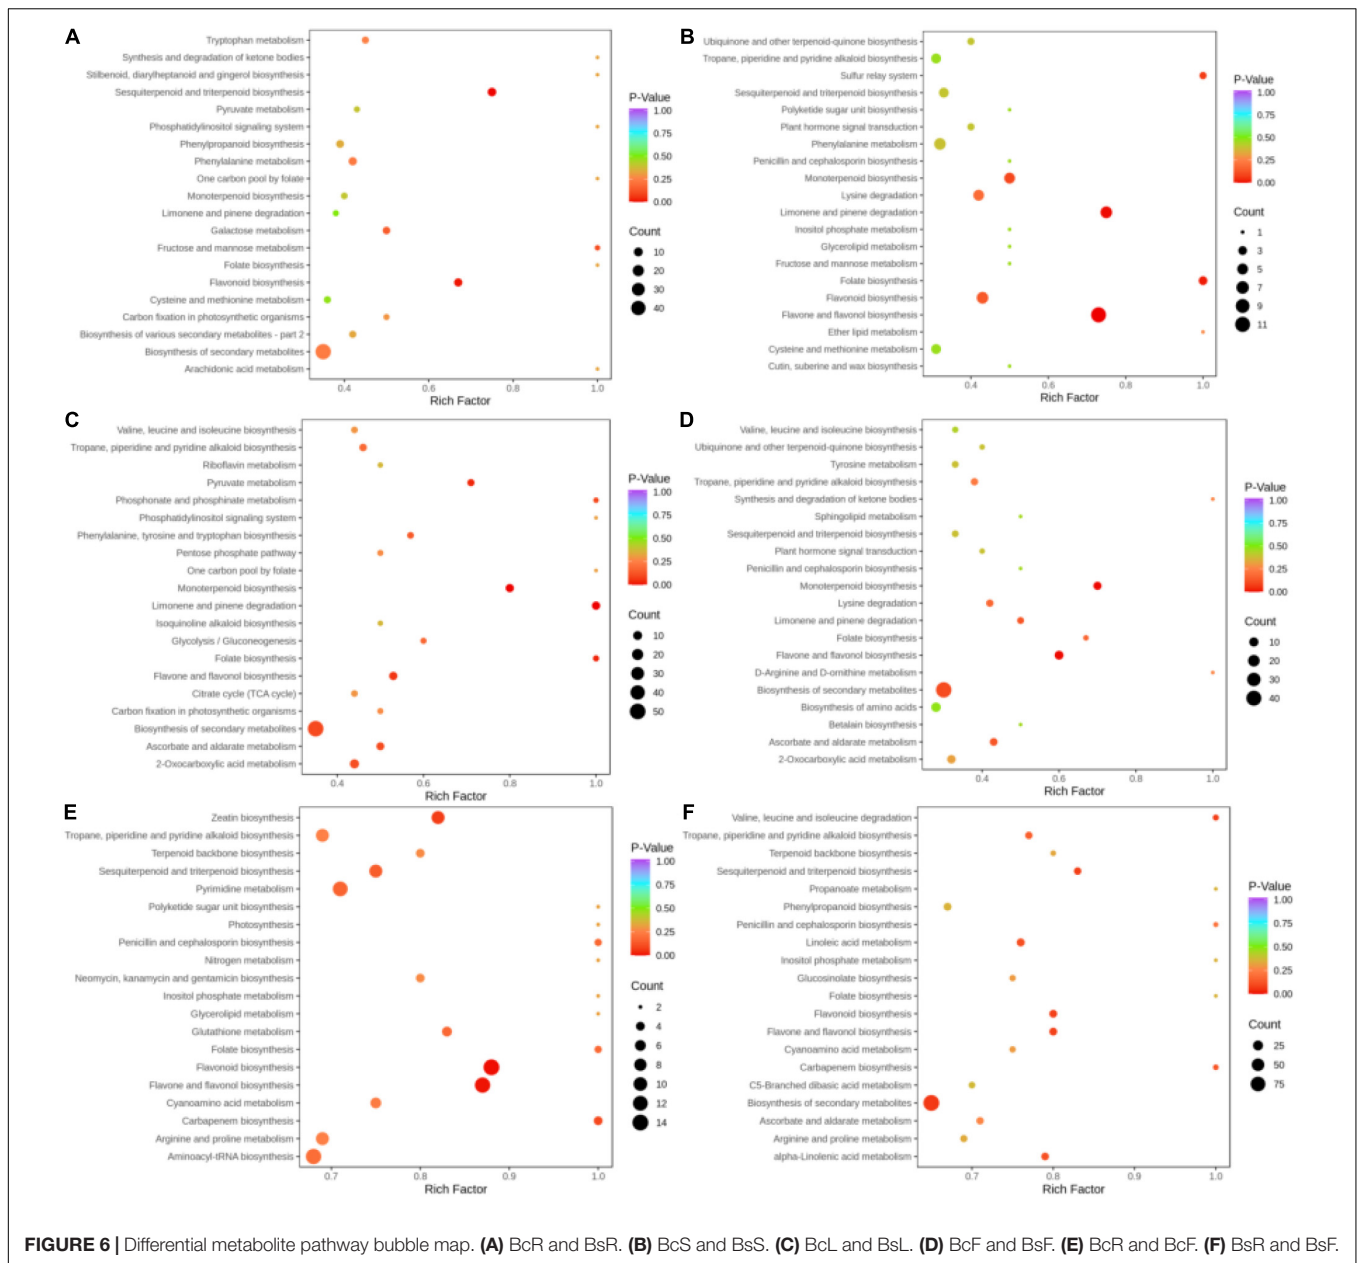 A
Tryptophan metabolism
Synthesis and degradation of ketone bodies
Stilbenoid, diarylheptanoid and gingerol biosynthesis
Sesquiterpenoid and triterpenoid biosynthesis
Pyruvate metabolism
Phosphatidylinositol signaling system
Phenylpropanoid biosynthesis
Phenylalanine metabolism
One carbon pool by folate
Monoterpenoid biosynthesis
Limonene and pinene degradation
Galactose metabolism
Fructose and mannose metabolism
Folate biosynthesis
Flavonoid biosynthesis
Cysteine and methionine metabolism
Carbon fixation in photosynthetic organisms
Biosynthesis of various secondary metabolites - part 2
Biosynthesis of secondary metabolites
Arachidonic acid metabolism
0.4 0.6 0.8 1.0
Rich Factor
P-Value
1.00
0.75
0.50
0.25
0.00
Count
10
20
30
40
B
Ubiquinone and other terpenoid-quinone biosynthesis
Tropane, piperidine and pyridine alkaloid biosynthesis
Sulfur relay system
Sesquiterpenoid and triterpenoid biosynthesis
Polyketide sugar unit biosynthesis
Plant hormone signal transduction
Phenylalanine metabolism
Penicillin and cephalosporin biosynthesis
Monoterpenoid biosynthesis
Lysine degradation
Limonene and pinene degradation
Inositol phosphate metabolism
Glycerolipid metabolism
Fructose and mannose metabolism
Folate biosynthesis
Flavonoid biosynthesis
Flavone and flavonol biosynthesis
Ether lipid metabolism
Cysteine and methionine metabolism
Cutin, suberine and wax biosynthesis
0.4 0.6 0.8 1.0
Rich Factor
P-Value
1.00
0.75
0.50
0.25
0.00
Count
1
3
5
7
9
11
C
Valine, leucine and isoleucine biosynthesis
Tropane, piperidine and pyridine alkaloid biosynthesis
Riboflavin metabolism
Pyruvate metabolism
Phosphonate and phosphinate metabolism
Phosphatidylinositol signaling system
Phenylalanine, tyrosine and tryptophan biosynthesis
Pentose phosphate pathway
One carbon pool by folate
Monoterpenoid biosynthesis
Limonene and pinene degradation
Isoquinoline alkaloid biosynthesis
Glycolysis / Gluconeogenesis
Folate biosynthesis
Flavone and flavonol biosynthesis
Citrate cycle (TCA cycle)
Carbon fixation in photosynthetic organisms
Biosynthesis of secondary metabolites
Ascorbate and aldarate metabolism
2-Oxocarboxylic acid metabolism
0.4 0.6 0.8 1.0
Rich Factor
P-Value
1.00
0.75
0.50
0.25
0.00
Count
10
20
30
40
50
D
Valine, leucine and isoleucine biosynthesis
Ubiquinone and other terpenoid-quinone biosynthesis
Tyrosine metabolism
Tropane, piperidine and pyridine alkaloid biosynthesis
Synthesis and degradation of ketone bodies
Sphingolipid metabolism
Sesquiterpenoid and triterpenoid biosynthesis
Plant hormone signal transduction
Penicillin and cephalosporin biosynthesis
Monoterpenoid biosynthesis
Lysine degradation
Limonene and pinene degradation
Folate biosynthesis
Flavone and flavonol biosynthesis
D-Arginine and D-ornithine metabolism
Biosynthesis of secondary metabolites
Biosynthesis of amino acids
Betalain biosynthesis
Ascorbate and aldarate metabolism
2-Oxocarboxylic acid metabolism
0.4 0.6 0.8 1.0
Rich Factor
P-Value
1.00
0.75
0.50
0.25
0.00
Count
10
20
30
40
E
Zeatin biosynthesis
Tropane, piperidine and pyridine alkaloid biosynthesis
Terpenoid backbone biosynthesis
Sesquiterpenoid and triterpenoid biosynthesis
Pyrimidine metabolism
Polyketide sugar unit biosynthesis
Photosynthesis
Penicillin and cephalosporin biosynthesis
Nitrogen metabolism
Neomycin, kanamycin and gentamicin biosynthesis
Inositol phosphate metabolism
Glycerolipid metabolism
Glutathione metabolism
Folate biosynthesis
Flavonoid biosynthesis
Flavone and flavonol biosynthesis
Cyanoamino acid metabolism
Carbapenem biosynthesis
Arginine and proline metabolism
Aminoacyl-tRNA biosynthesis
0.7 0.8 0.9 1.0
Rich Factor
P-Value
1.00
0.75
0.50
0.25
0.00
Count
2
4
6
8
10
12
14
F
Valine, leucine and isoleucine degradation
Tropane, piperidine and pyridine alkaloid biosynthesis
Terpenoid backbone biosynthesis
Sesquiterpenoid and triterpenoid biosynthesis
Propanoate metabolism
Phenylpropanoid biosynthesis
Penicillin and cephalosporin biosynthesis
Linoleic acid metabolism
Inositol phosphate metabolism
Glucosinolate biosynthesis
Folate biosynthesis
Flavonoid biosynthesis
Flavone and flavonol biosynthesis
Cyanoamino acid metabolism
Carbapenem biosynthesis
C5-Branched dibasic acid metabolism
Biosynthesis of secondary metabolites
Ascorbate and aldarate metabolism
Arginine and proline metabolism
alpha-Linolenic acid metabolism
0.7 0.8 0.9 1.0
Rich Factor
P-Value
1.00
0.75
0.50
0.25
0.00
Count
25
50
75
FIGURE 6 | Differential metabolite pathway bubble map. (A) BcR and BsR. (B) BcS and BsS. (C) BcL and BsL. (D) BcF and BsF. (E) BcR and BcF. (F) BsR and BsF.